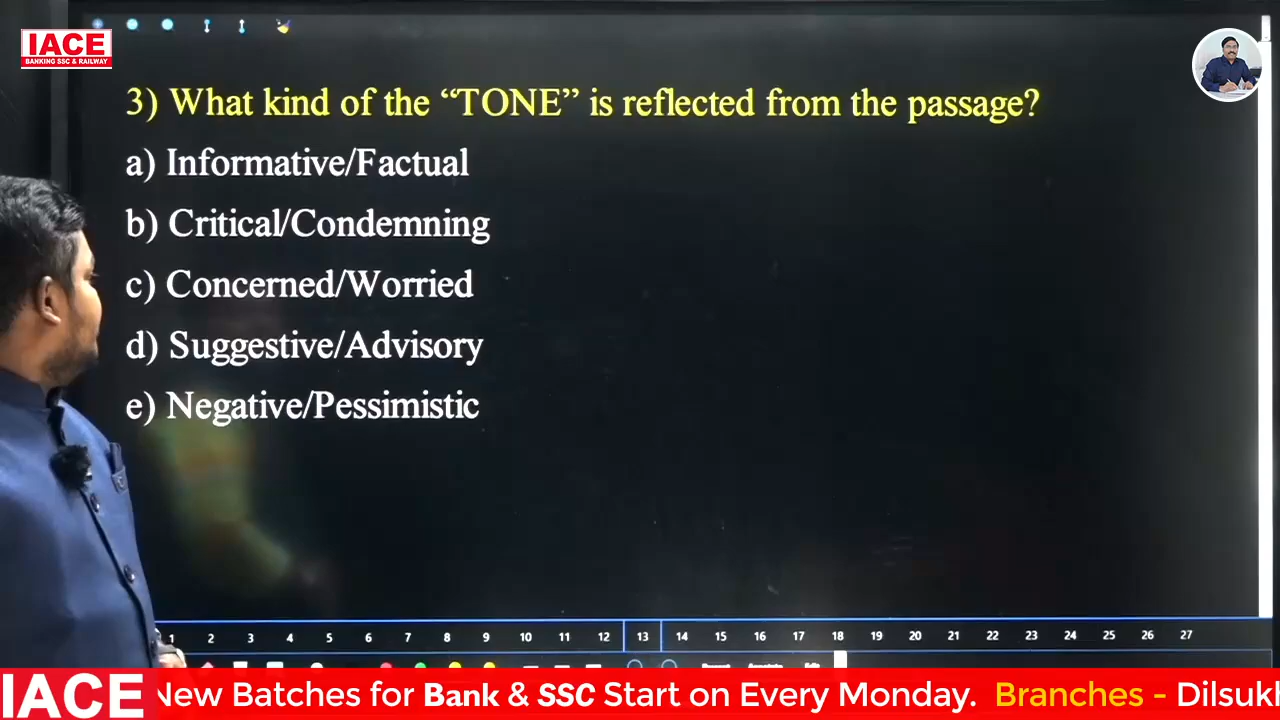 IACE
BANKING SSC & RAILWAY
3) What kind of the “TONE” is reflected from the passage?
a) Informative/Factual
b) Critical/Condemning
c) Concerned/Worried
d) Suggestive/Advisory
e) Negative/Pessimistic
1 2 3 4 5 6 7 8 9 10 11 12 13 14 15 16 17 18 19 20 21 22 23 24 25 26 27
IACE New Batches for Bank & SSC Start on Every Monday. Branches - Dilsukh